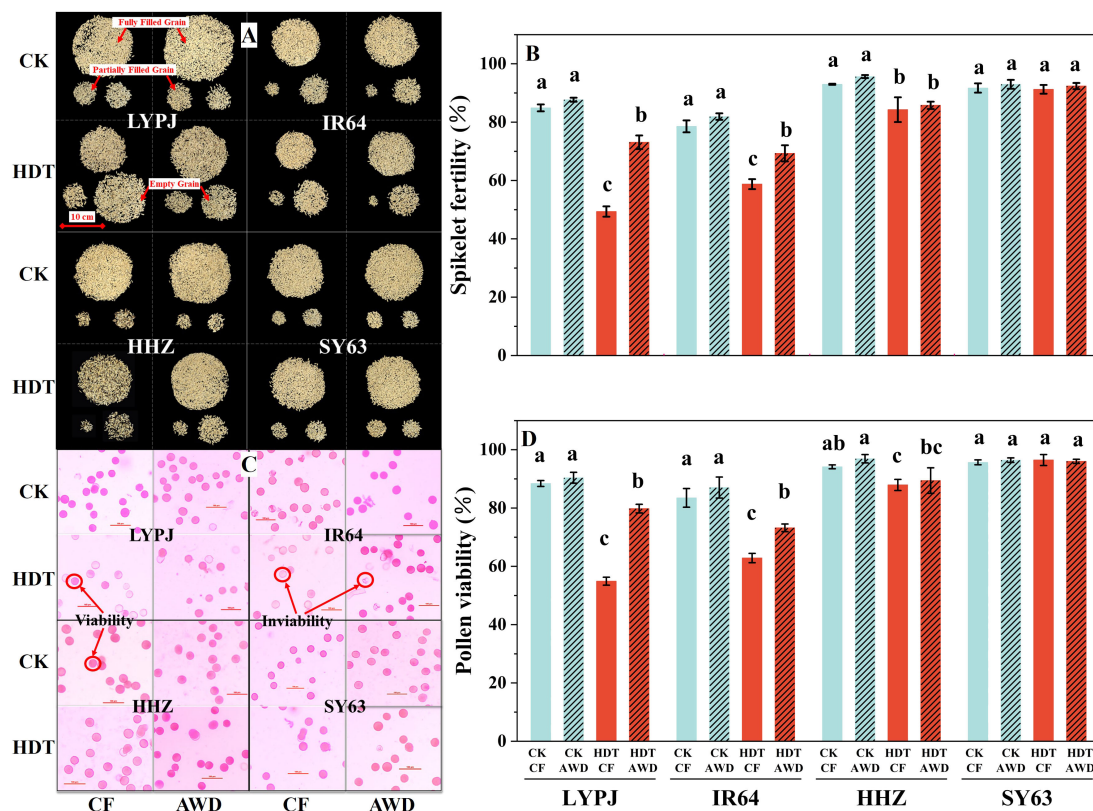 A
Fully Filled Grain
CK
Partially Filled Grain
LYPJ
IR64
HDT
Empty Grain
10 cm
CK
HHZ
SY63
HDT
C
CK
LYPJ
IR64
HDT
Viability
Inviability
CK
HHZ
SY63
HDT
CF AWD CF AWD
B
Spikelet fertility (%)
100
80
60
40
20
0
a a c b a a c b a a b b a a a a
D
Pollen viability (%)
100
80
60
40
20
0
a a c b a a c b ab a c bc a a a a
CK CK HDT HDT CK CK HDT HDT CK CK HDT HDT CK CK HDT HDT
CF AWD CF AWD CF AWD CF AWD CF AWD CF AWD CF AWD CF AWD
LYPJ IR64 HHZ SY63